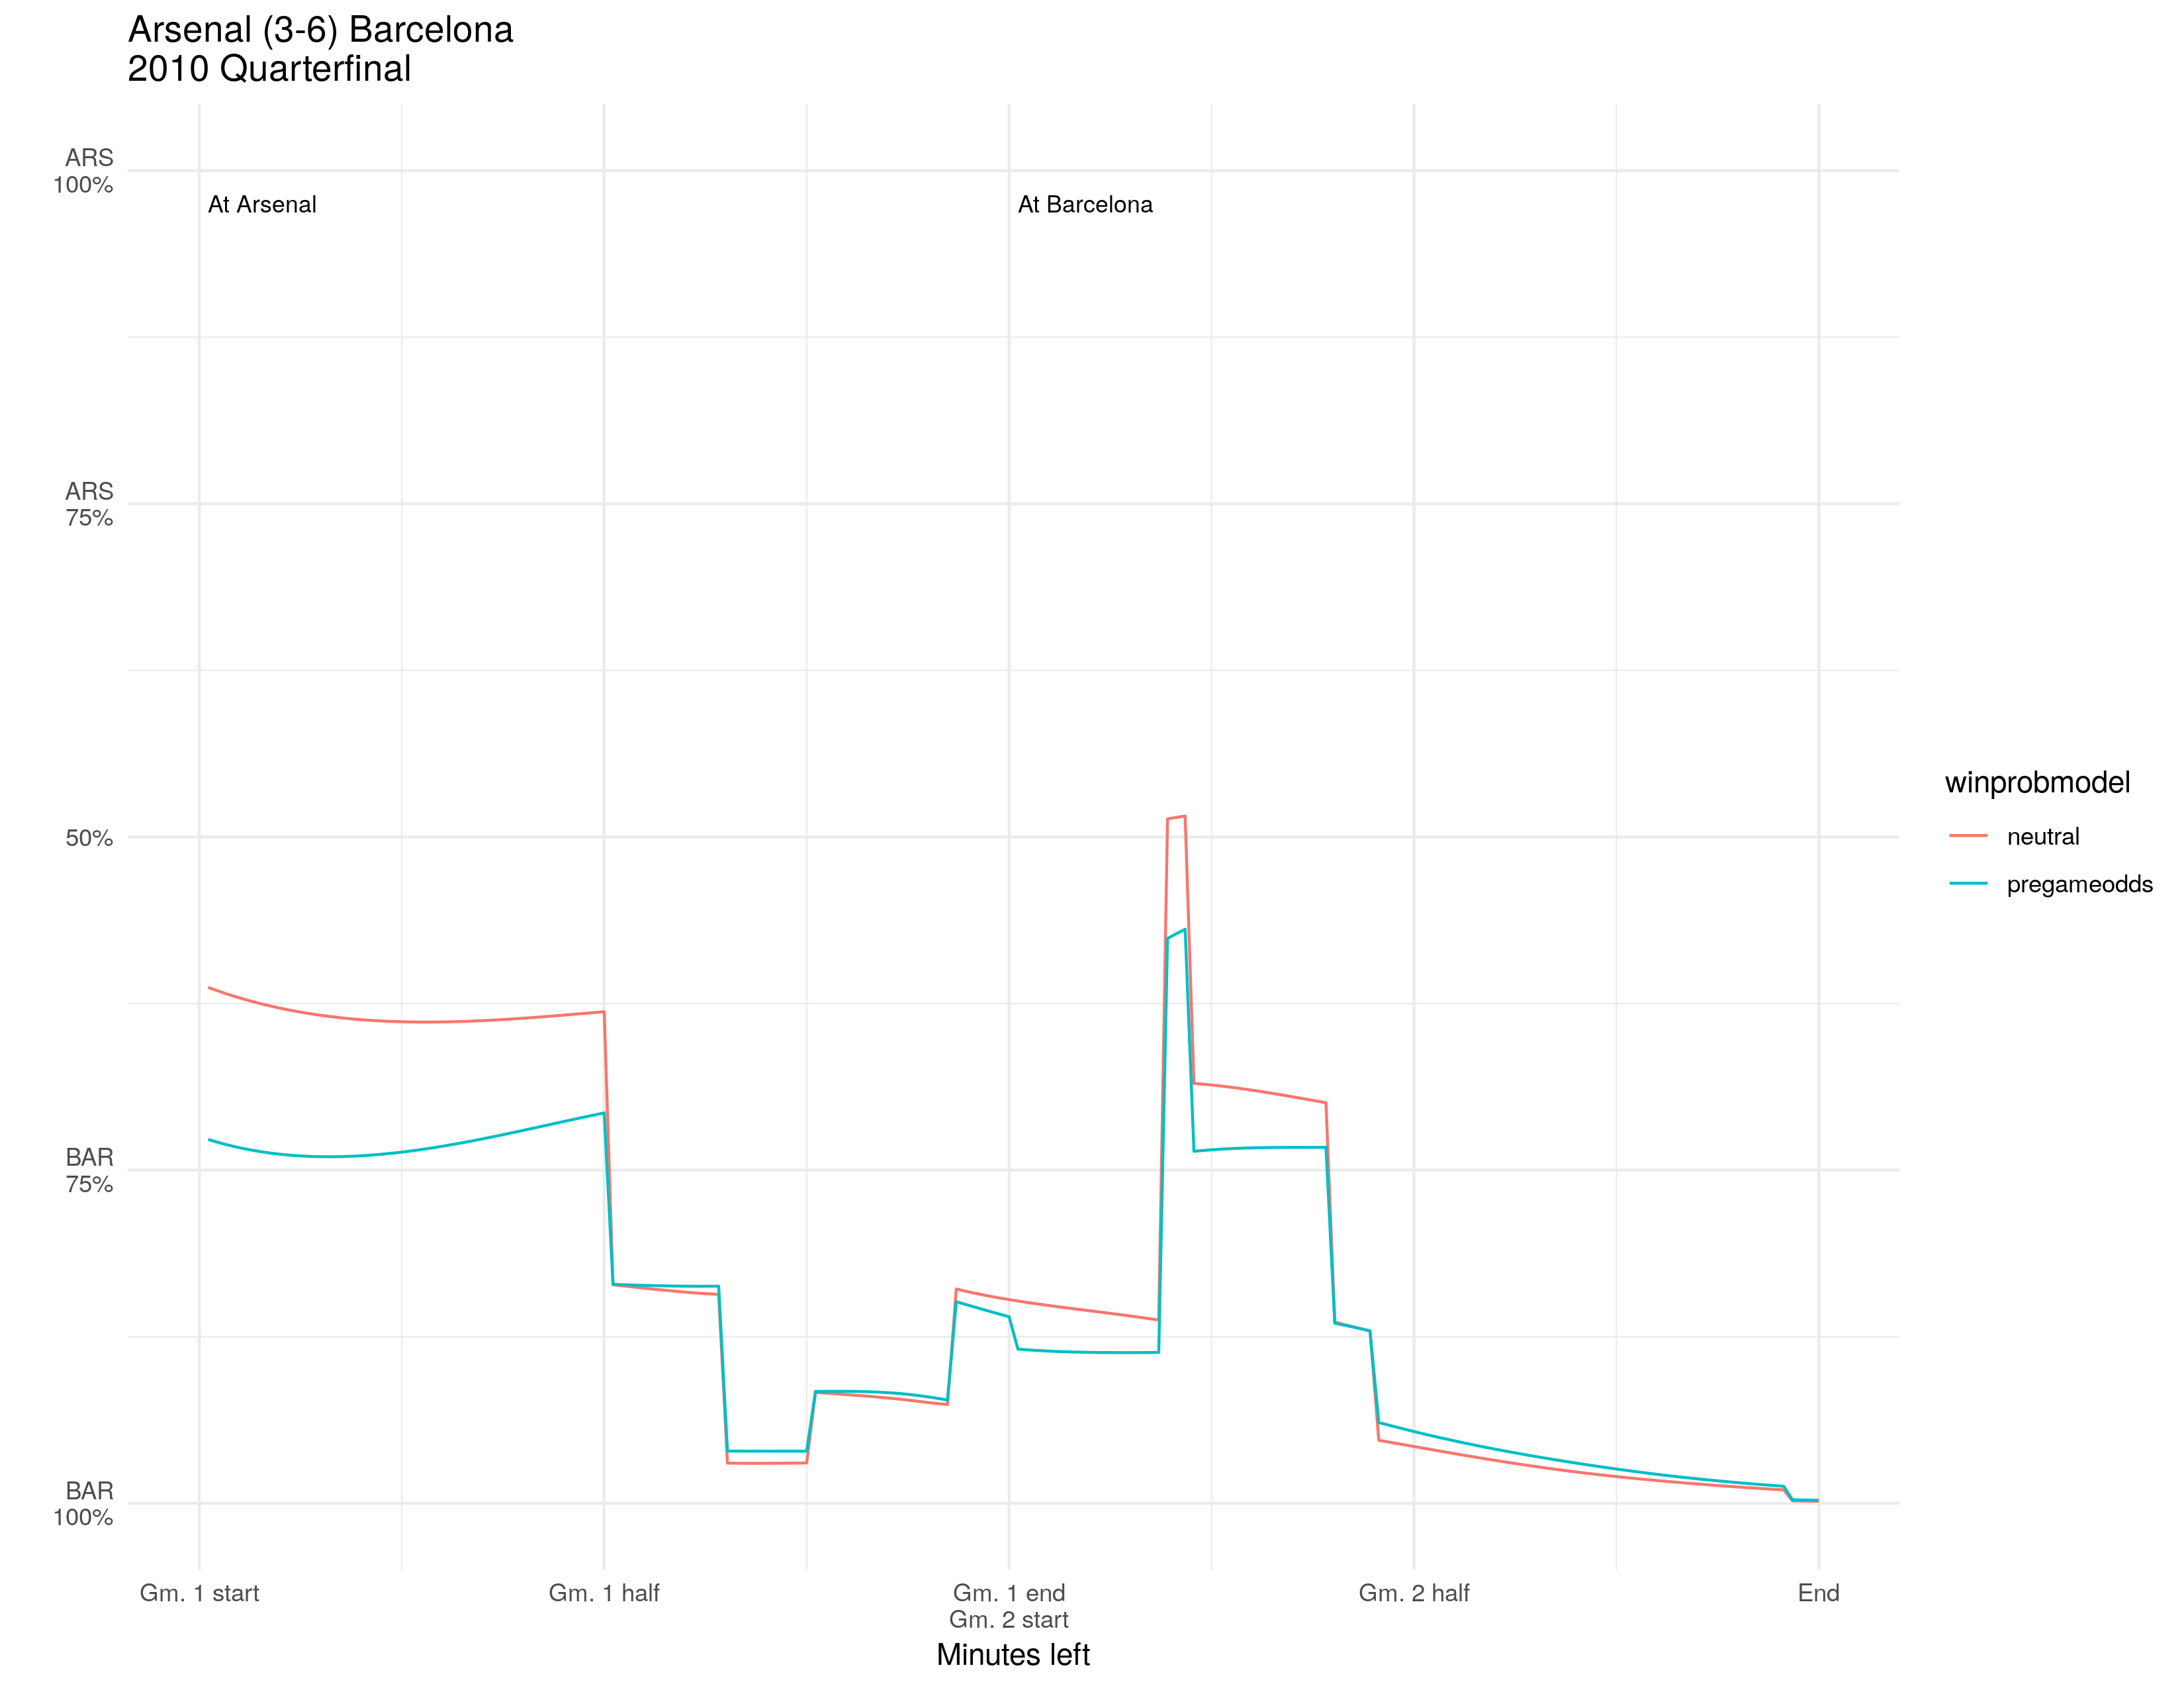 Arsenal (3-6) Barcelona
2010 Quarterfinal
ARS
100%
At Arsenal
At Barcelona
ARS
75%
50%
BAR
75%
BAR
100%
winprobmodel
neutral
pregameodds
Gm. 1 start
Gm. 1 half
Gm. 1 end
Gm. 2 start
Gm. 2 half
End
Minutes left